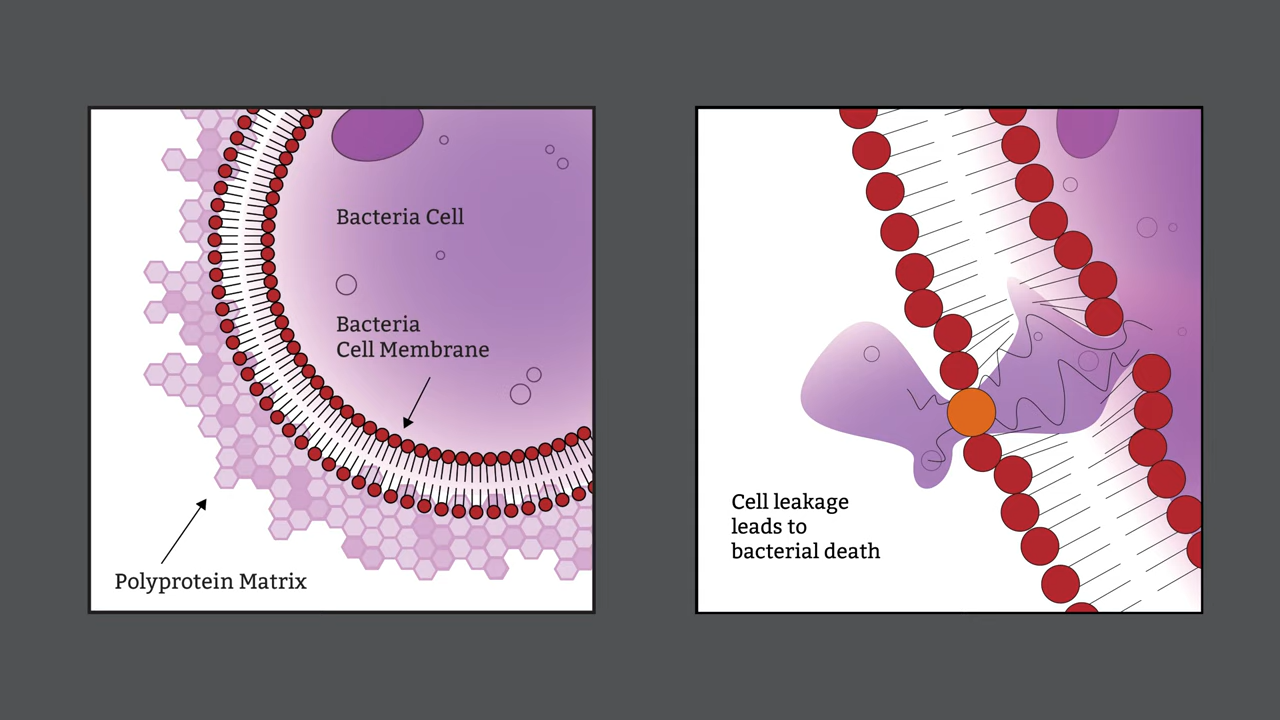 Bacteria Cell
Bacteria
Cell Membrane
Polyprotein Matrix
Cell leakage
leads to
bacterial death